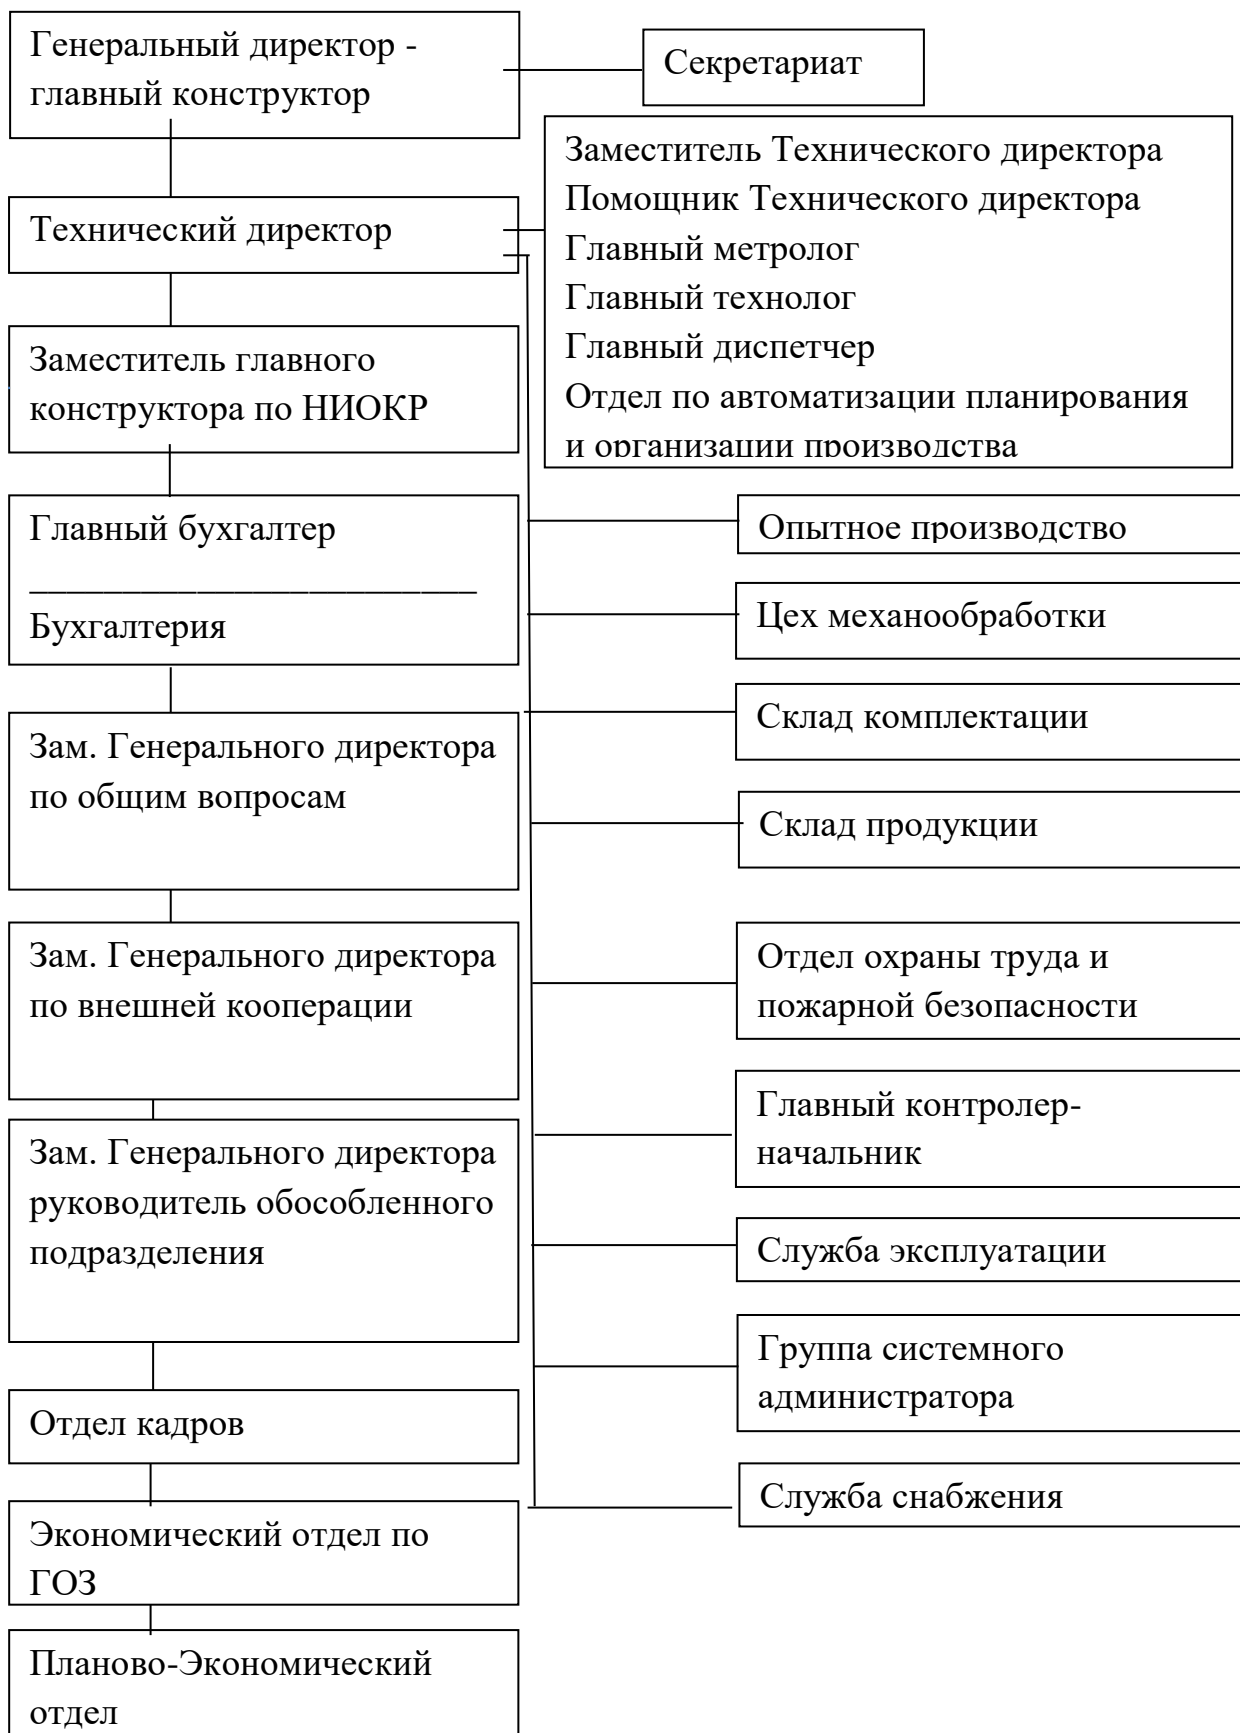 Генеральный директор -
главный конструктор
Секретариат
Технический директор
Заместитель Технического директора
Помощник Технического директора
Главный метролог
Главный технолог
Главный диспетчер
Отдел по автоматизации планирования
и организации производства
Заместитель главного
конструктора по НИОКР
Главный бухгалтер
________________________
Бухгалтерия
Зам. Генерального директора
по общим вопросам
Зам. Генерального директора
по внешней кооперации
Зам. Генерального директора
руководитель обособленного
подразделения
Отдел кадров
Экономический отдел по
ГОЗ
Планово-Экономический
отдел
Опытное производство
Цех механообработки
Склад комплектации
Склад продукции
Отдел охраны труда и
пожарной безопасности
Главный контролер-
начальник
Служба эксплуатации
Группа системного
администратора
Служба снабжения